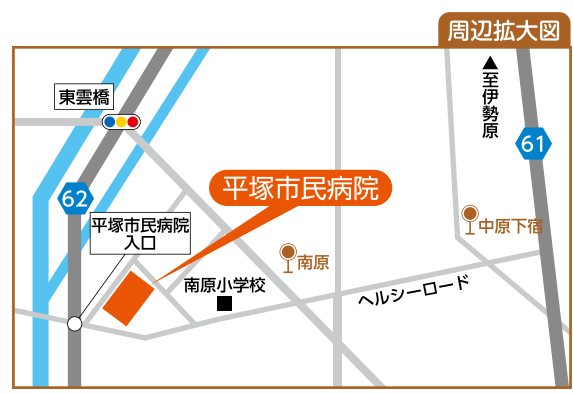 周辺拡大図
東雲橋
▲至伊勢原
61
平塚市民病院
62
平塚市民病院
入口
中原下宿
南原
南原小学校
ヘルシーロード